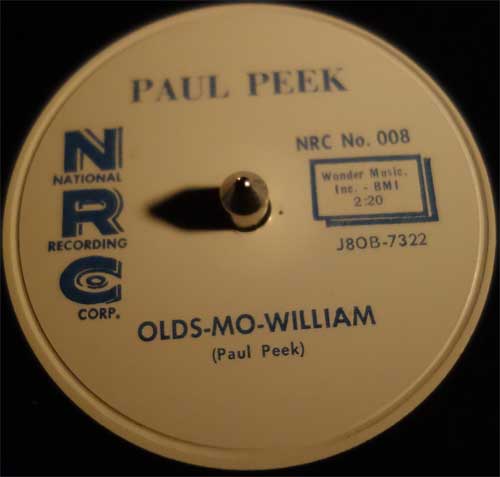 PAUL PEEK
N
NATIONAL
R
RECORDING
C
CORP.
NRC No. 008
Wonder Music,
Inc. - BMI
2:20
J8OB-7322
OLDS-MO-WILLIAM
(Paul Peek)